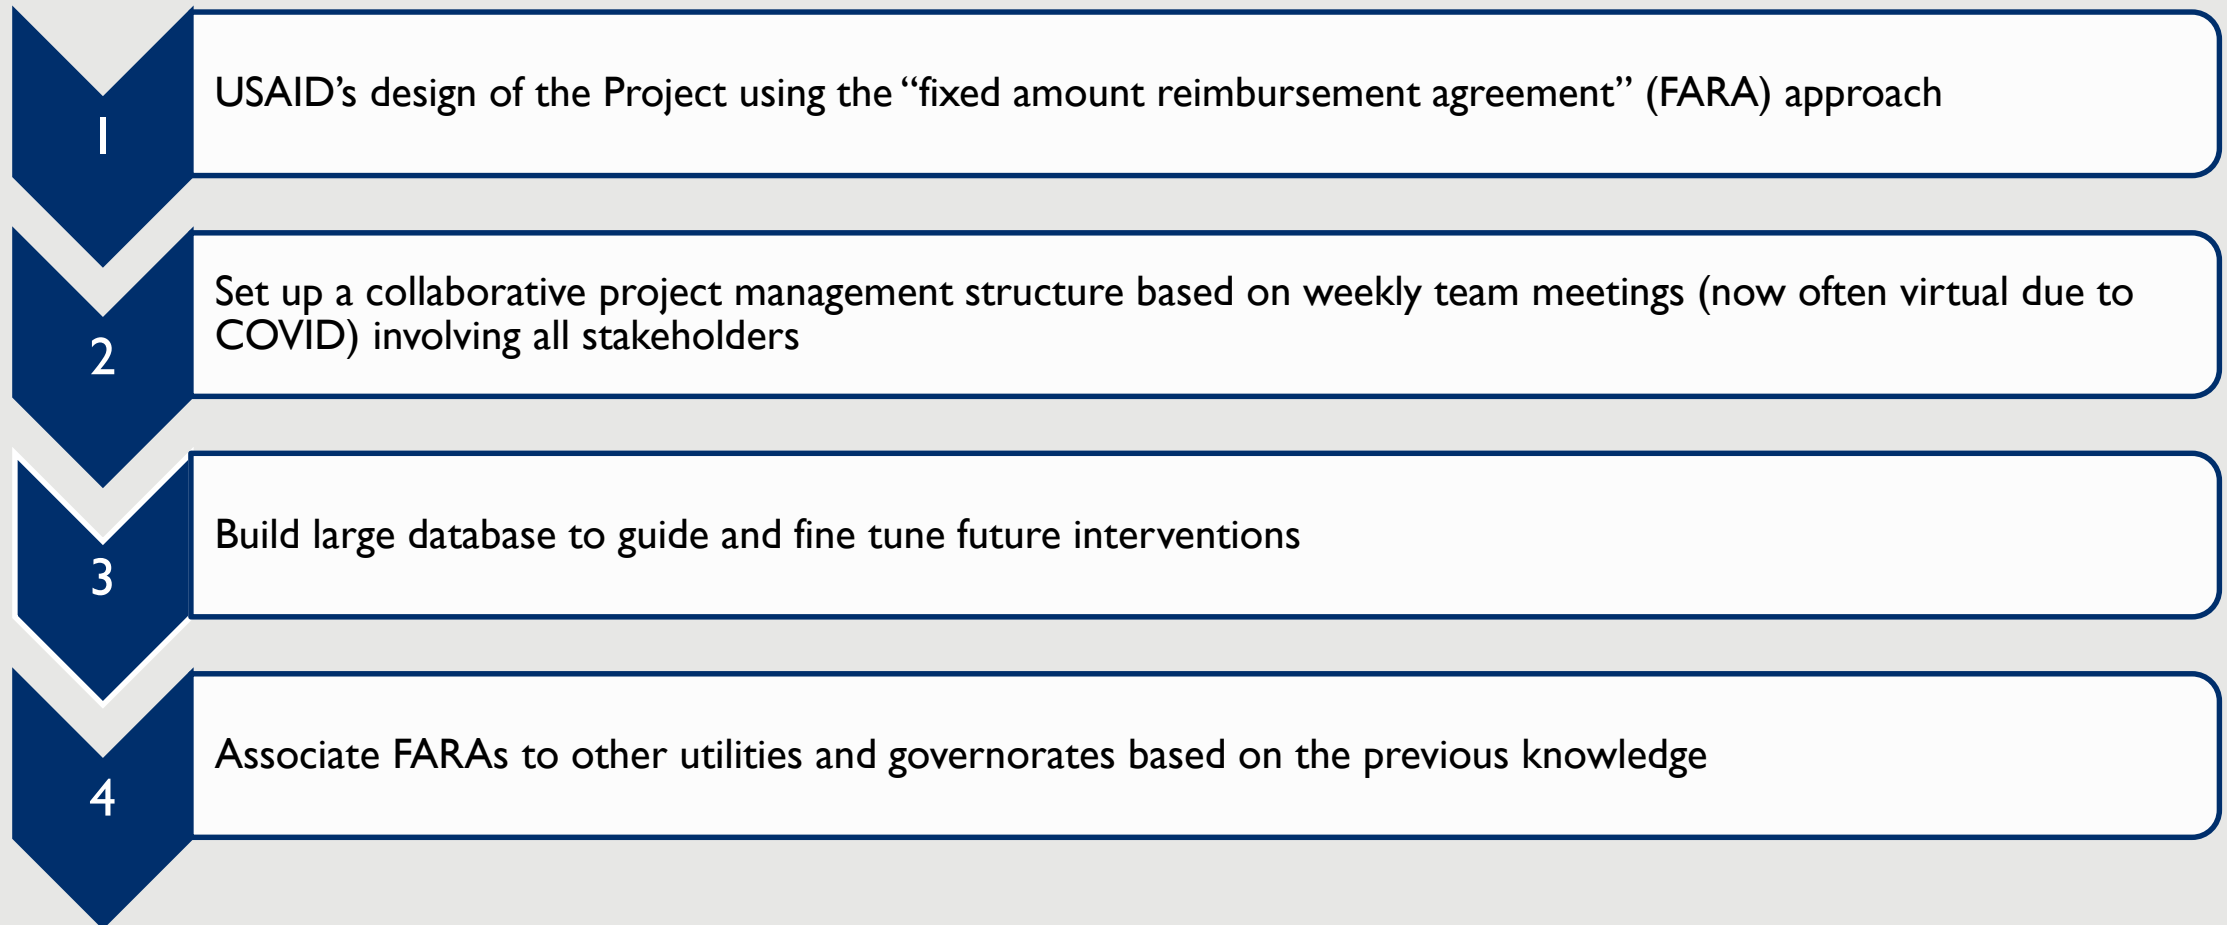 1
USAID’s design of the Project using the “fixed amount reimbursement agreement” (FARA) approach
2
Set up a collaborative project management structure based on weekly team meetings (now often virtual due to
COVID) involving all stakeholders
3
Build large database to guide and fine tune future interventions
4
Associate FARAs to other utilities and governorates based on the previous knowledge